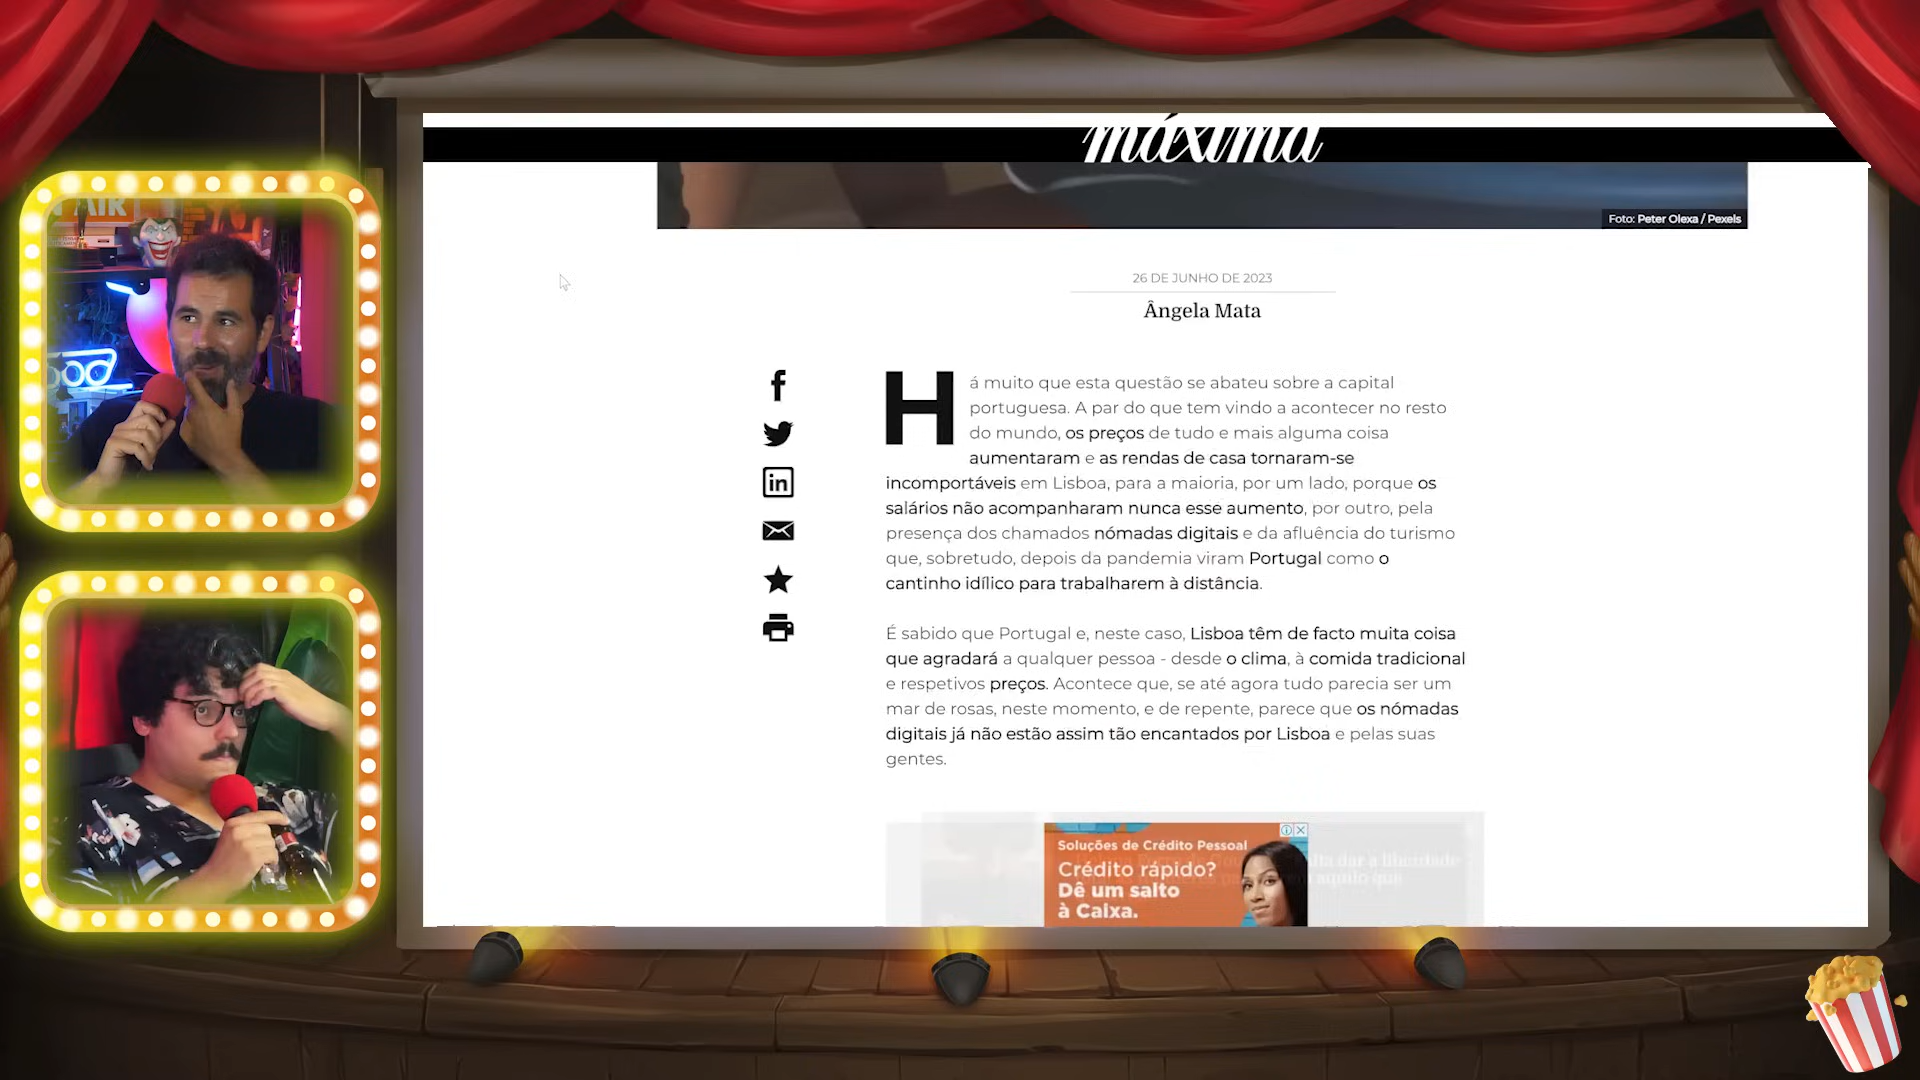 máxima
Foto: Peter Olexa / Pexels
26 DE JUNHO DE 2023
Ângela Mata
Há muito que esta questão se abateu sobre a capital
portuguesa. A par do que tem vindo a acontecer no resto
do mundo, os preços de tudo e mais alguma coisa
aumentaram e as rendas de casa tornaram-se
incomportáveis em Lisboa, para a maioria, por um lado, porque os
salários não acompanharam nunca esse aumento, por outro, pela
presença dos chamados nómadas digitais e da afluência do turismo
que, sobretudo, depois da pandemia viram Portugal como o
cantinho idílico para trabalharem à distância.
É sabido que Portugal e, neste caso, Lisboa têm de facto muita coisa
que agradará a qualquer pessoa - desde o clima, à comida tradicional
e respetivos preços. Acontece que, se até agora tudo parecia ser um
mar de rosas, neste momento, e de repente, parece que os nómadas
digitais já não estão assim tão encantados por Lisboa e pelas suas
gentes.
Soluções de Crédito Pessoal
Crédito rápido?
Dê um salto
à Caixa.
dar a liberdade
aquilo que
AIR